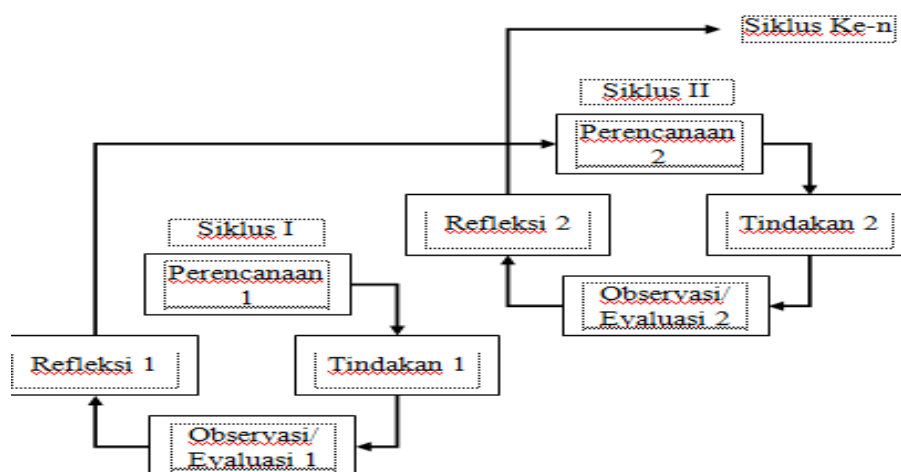 Siklus Ke-n
Siklus II
Perencanaan
2
Refleksi 2
Tindakan 2
Observasi/
Evaluasi 2
Siklus I
Perencanaan
1
Refleksi 1
Tindakan 1
Observasi/
Evaluasi 1